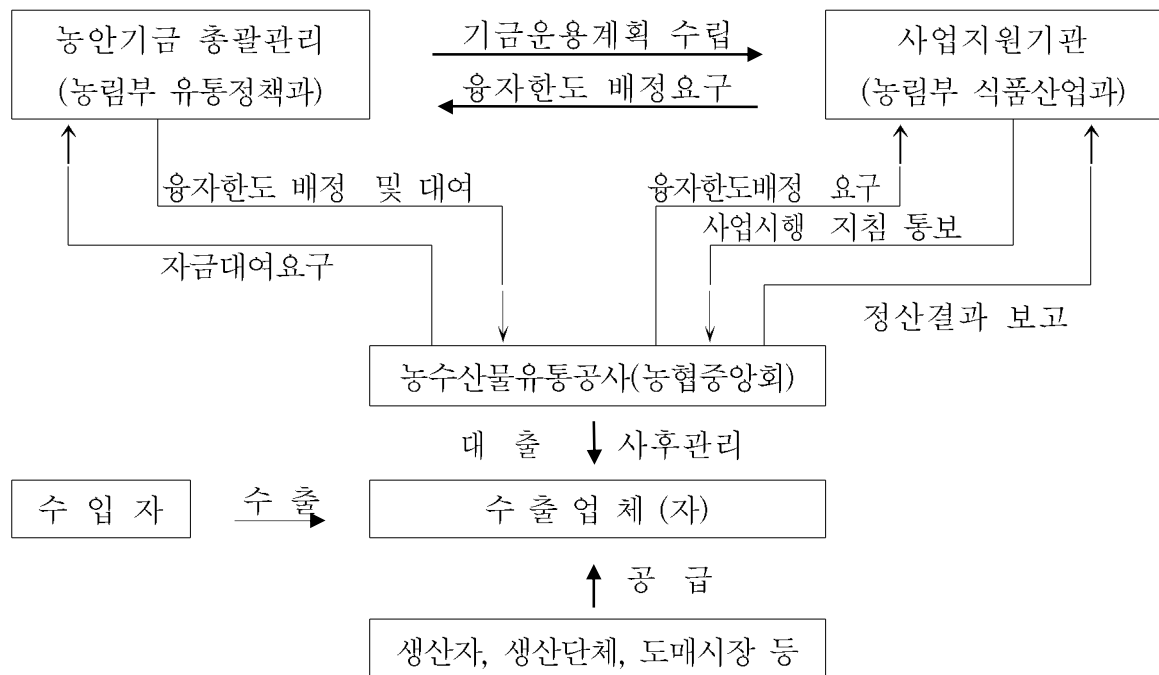 농안기금 총괄관리
(농림부 유통정책과)
기금운용계획 수립
융자한도 배정요구
사업지원기관
(농림부 식품산업과)
융자한도 배정 및 대여
융자한도배정 요구
사업시행 지침 통보
자금대여요구
정산결과 보고
농수산물유통공사(농협중앙회)
대 출 사후관리
수 입 자
수 출
수 출 업 체 (자)
공 급
생산자, 생산단체, 도매시장 등